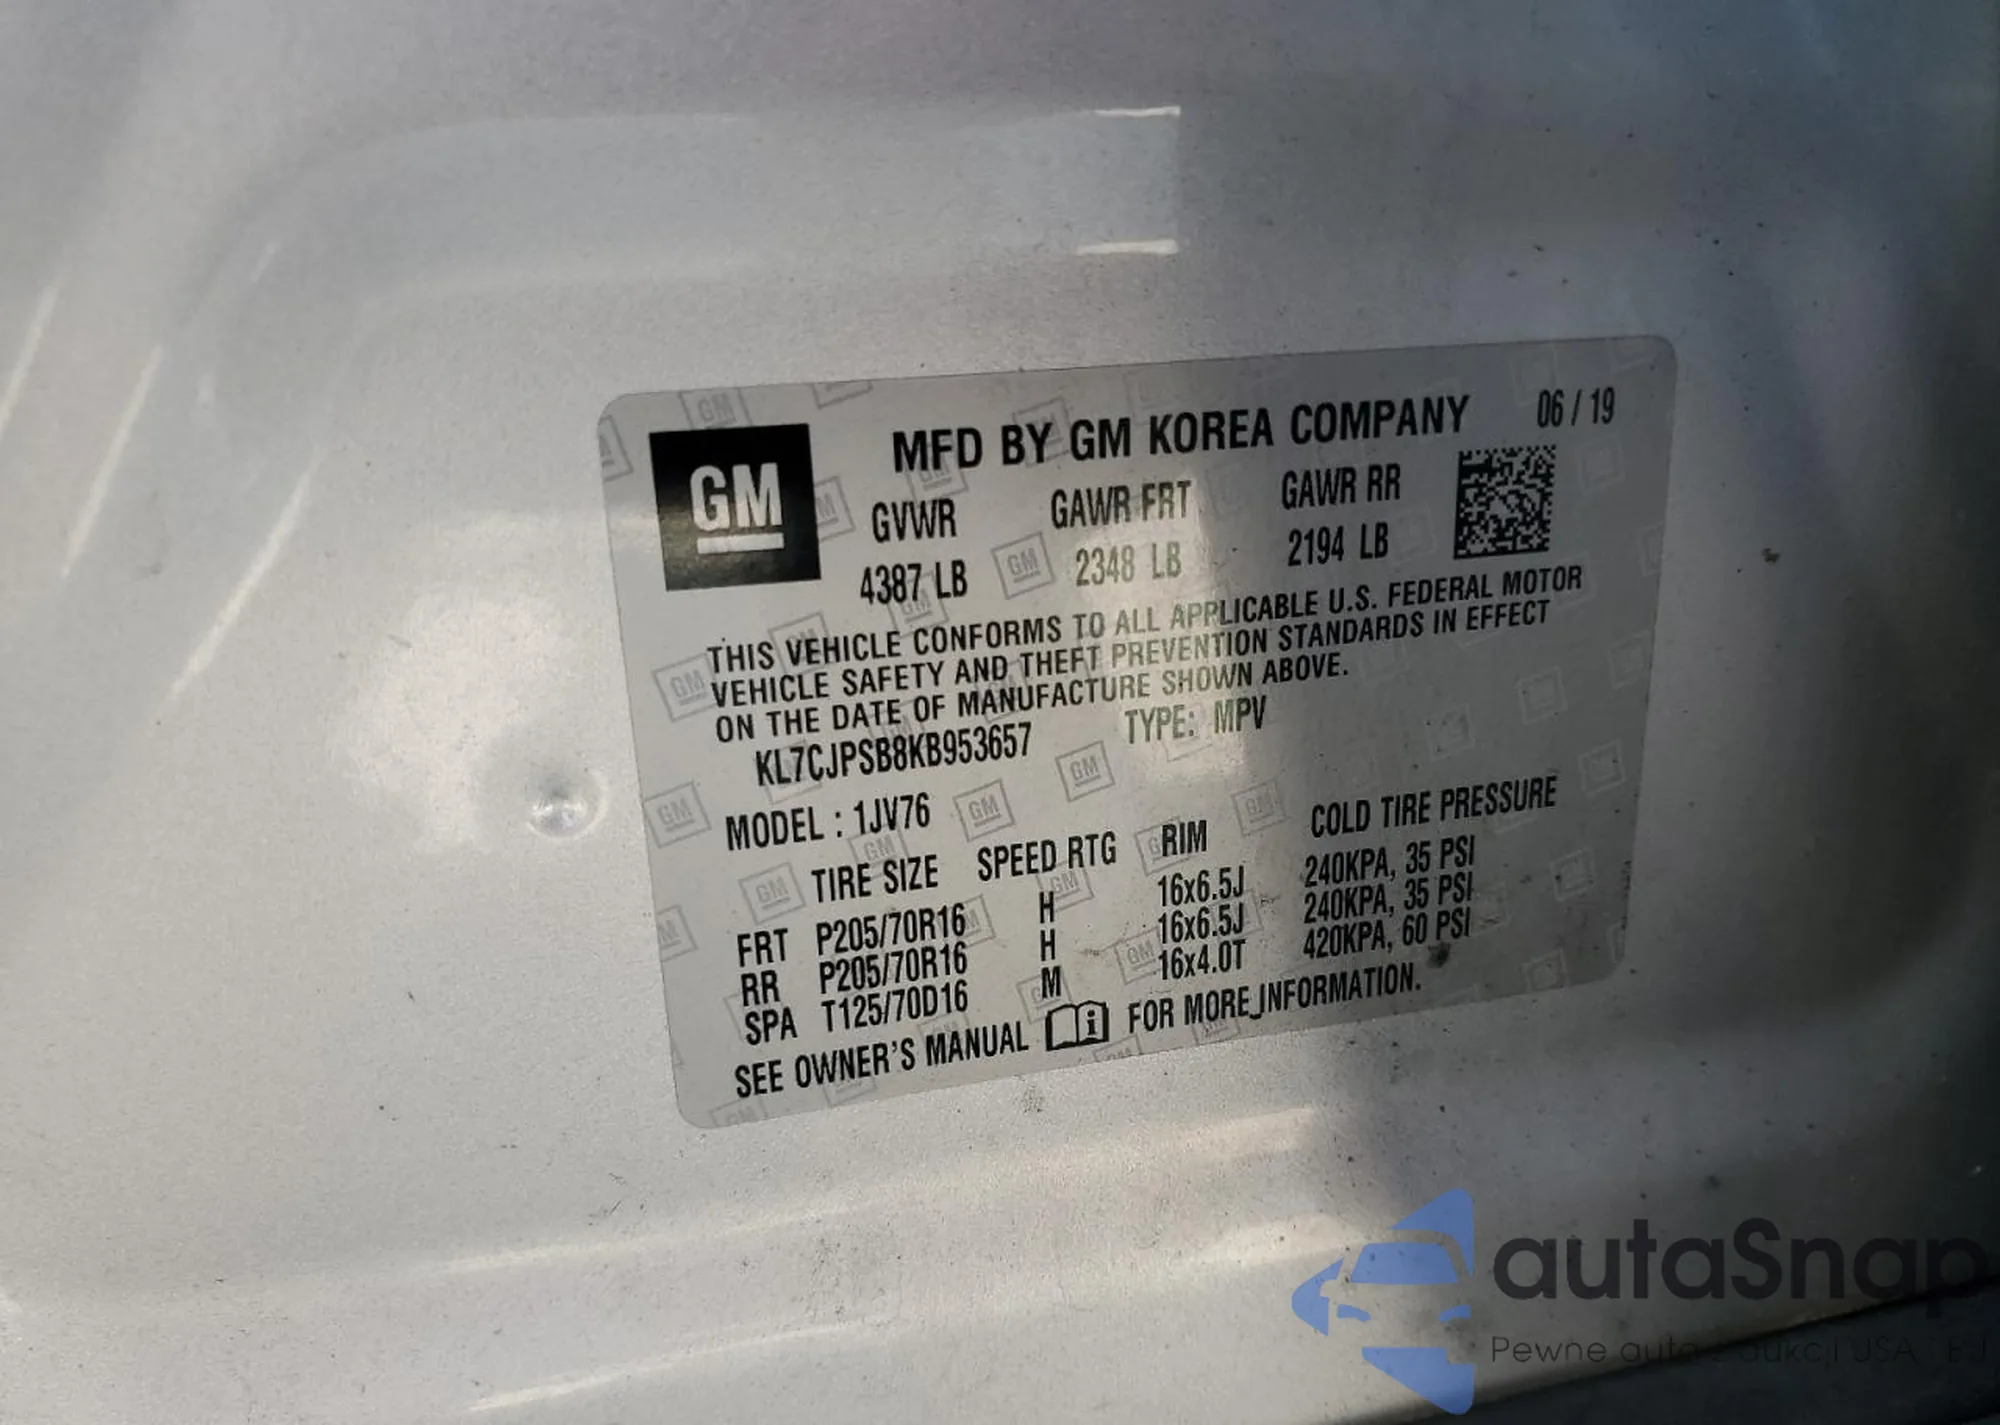 GM
MFD BY GM KOREA COMPANY 06 / 19
GVWR GAWR FRT GAWR RR
4387 LB 2348 LB 2194 LB
THIS VEHICLE CONFORMS TO ALL APPLICABLE U.S. FEDERAL MOTOR
VEHICLE SAFETY AND THEFT PREVENTION STANDARDS IN EFFECT
ON THE DATE OF MANUFACTURE SHOWN ABOVE.
KL7CJPSB8KB953657 TYPE: MPV
MODEL : 1JV76
TIRE SIZE SPEED RTG RIM COLD TIRE PRESSURE
FRT P205/70R16 H 16x6.5J 240KPA, 35 PSI
RR P205/70R16 H 16x6.5J 240KPA, 35 PSI
SPA T125/70D16 M 16x4.0T 420KPA, 60 PSI
SEE OWNER'S MANUAL i FOR MORE INFORMATION.
autaSnap
Pewne auta z aukcji USA